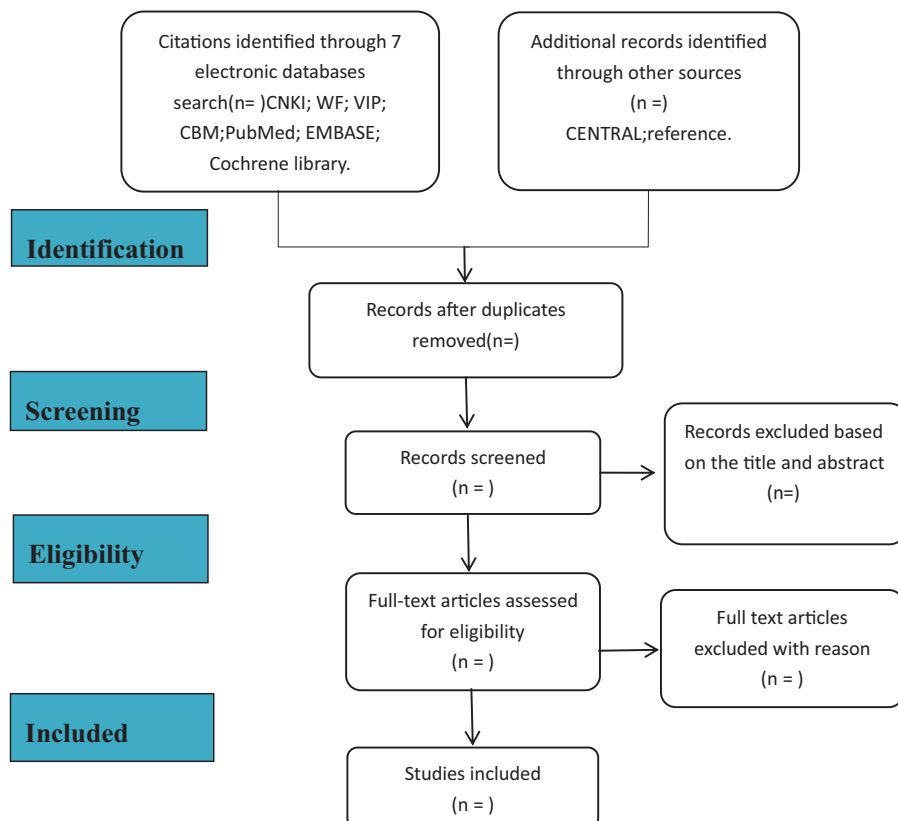 Citations identified through 7
electronic databases
search(n= )CNKI; WF; VIP;
CBM;PubMed; EMBASE;
Cochrene library.
Additional records identified
through other sources
(n =)
CENTRAL;reference.
Identification
Records after duplicates
removed(n=)
Screening
Records screened
(n = )
Records excluded based
on the title and abstract
(n=)
Eligibility
Full-text articles assessed
for eligibility
(n = )
Full text articles
excluded with reason
(n = )
Included
Studies included
(n = )